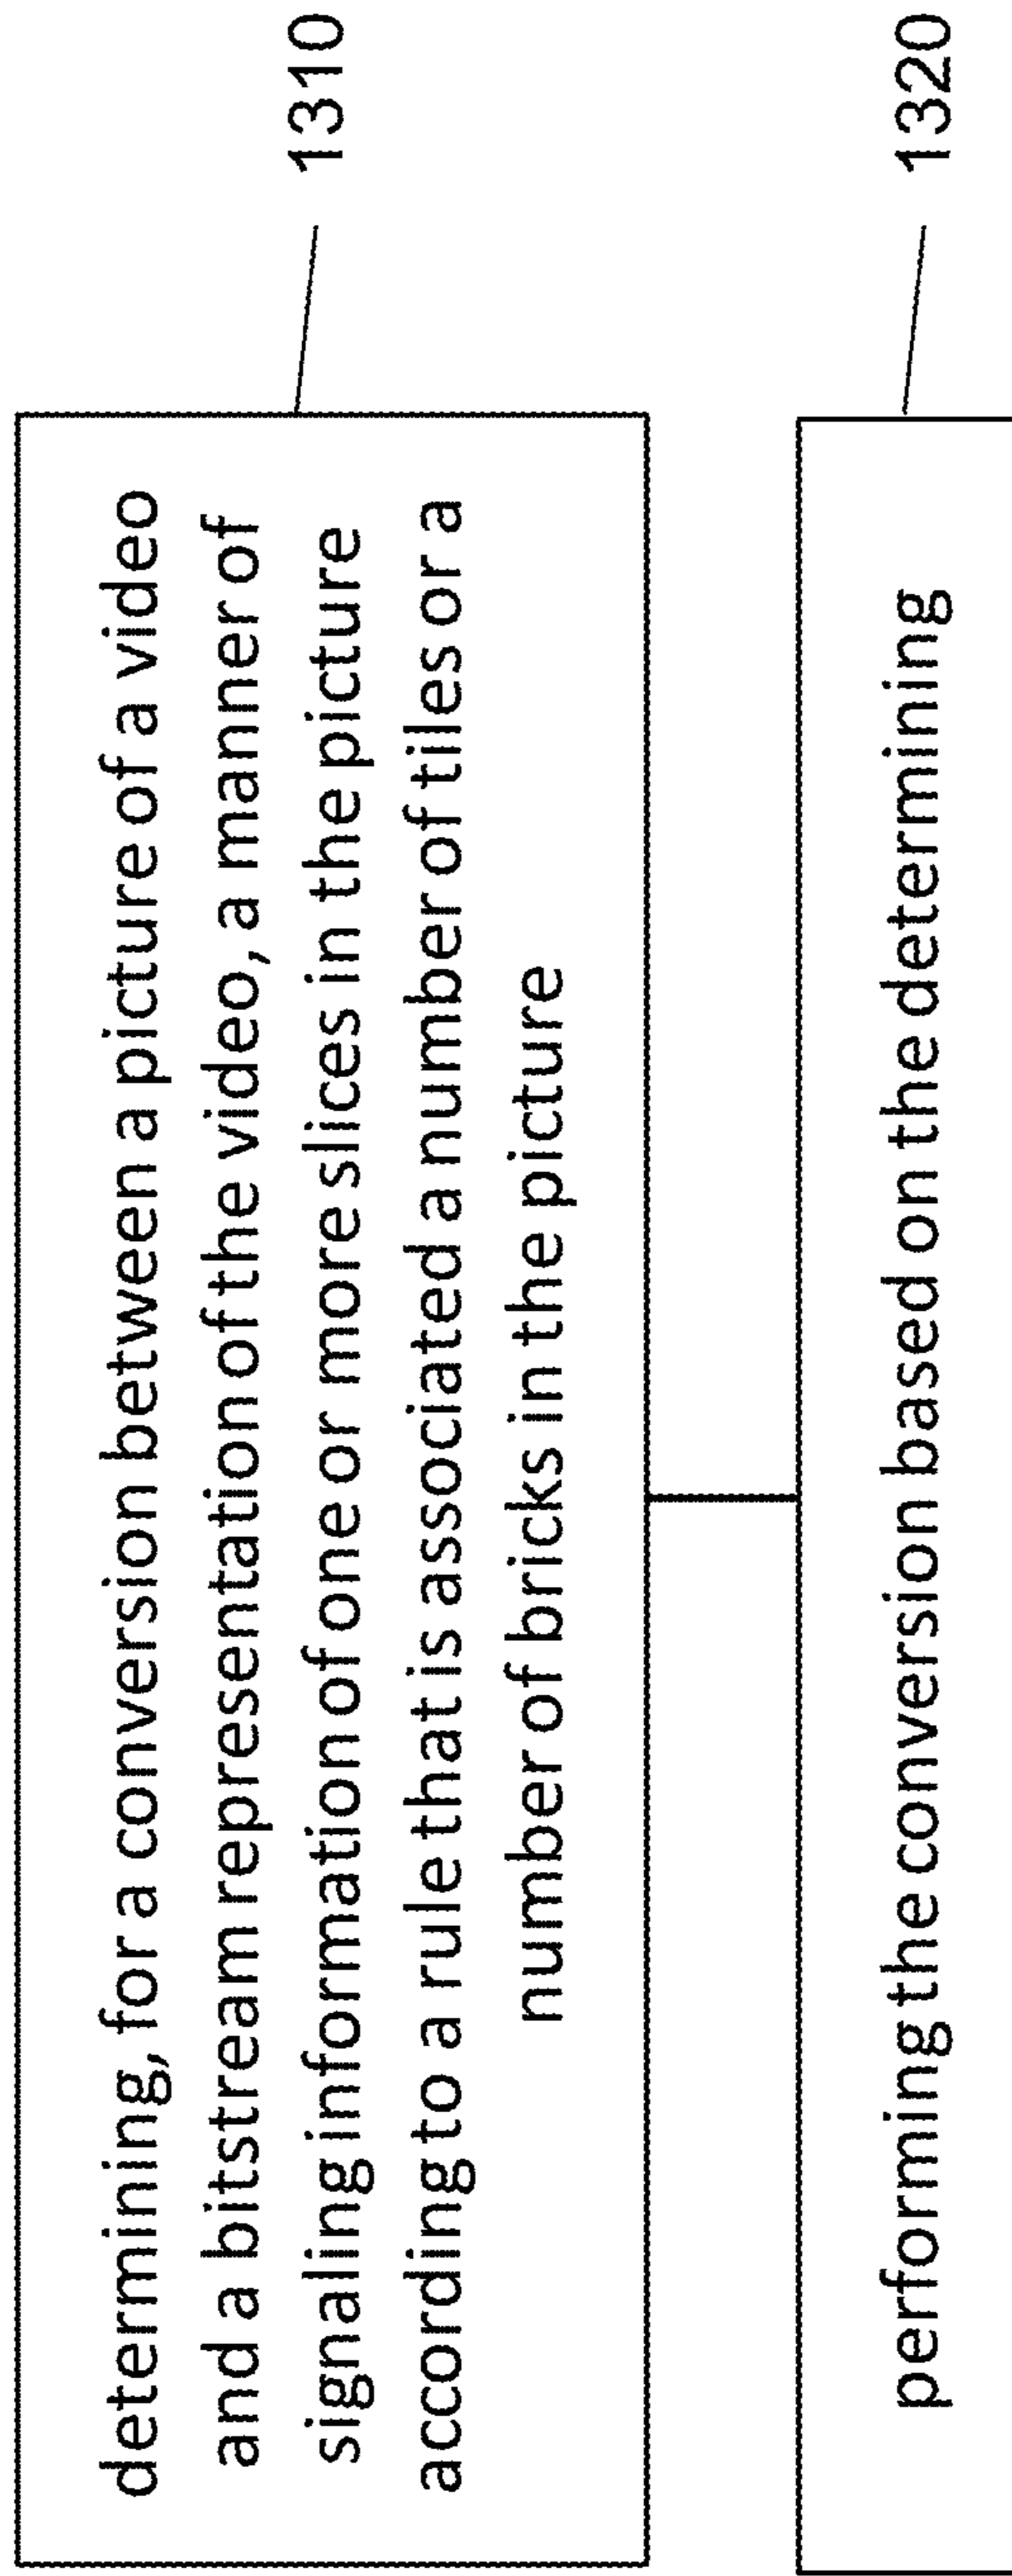 determining, for a conversion between a picture of a video
and a bitstream representation of the video, a manner of
signaling information of one or more slices in the picture
according to a rule that is associated a number of tiles or a
number of bricks in the picture
1310
performing the conversion based on the determining
1320